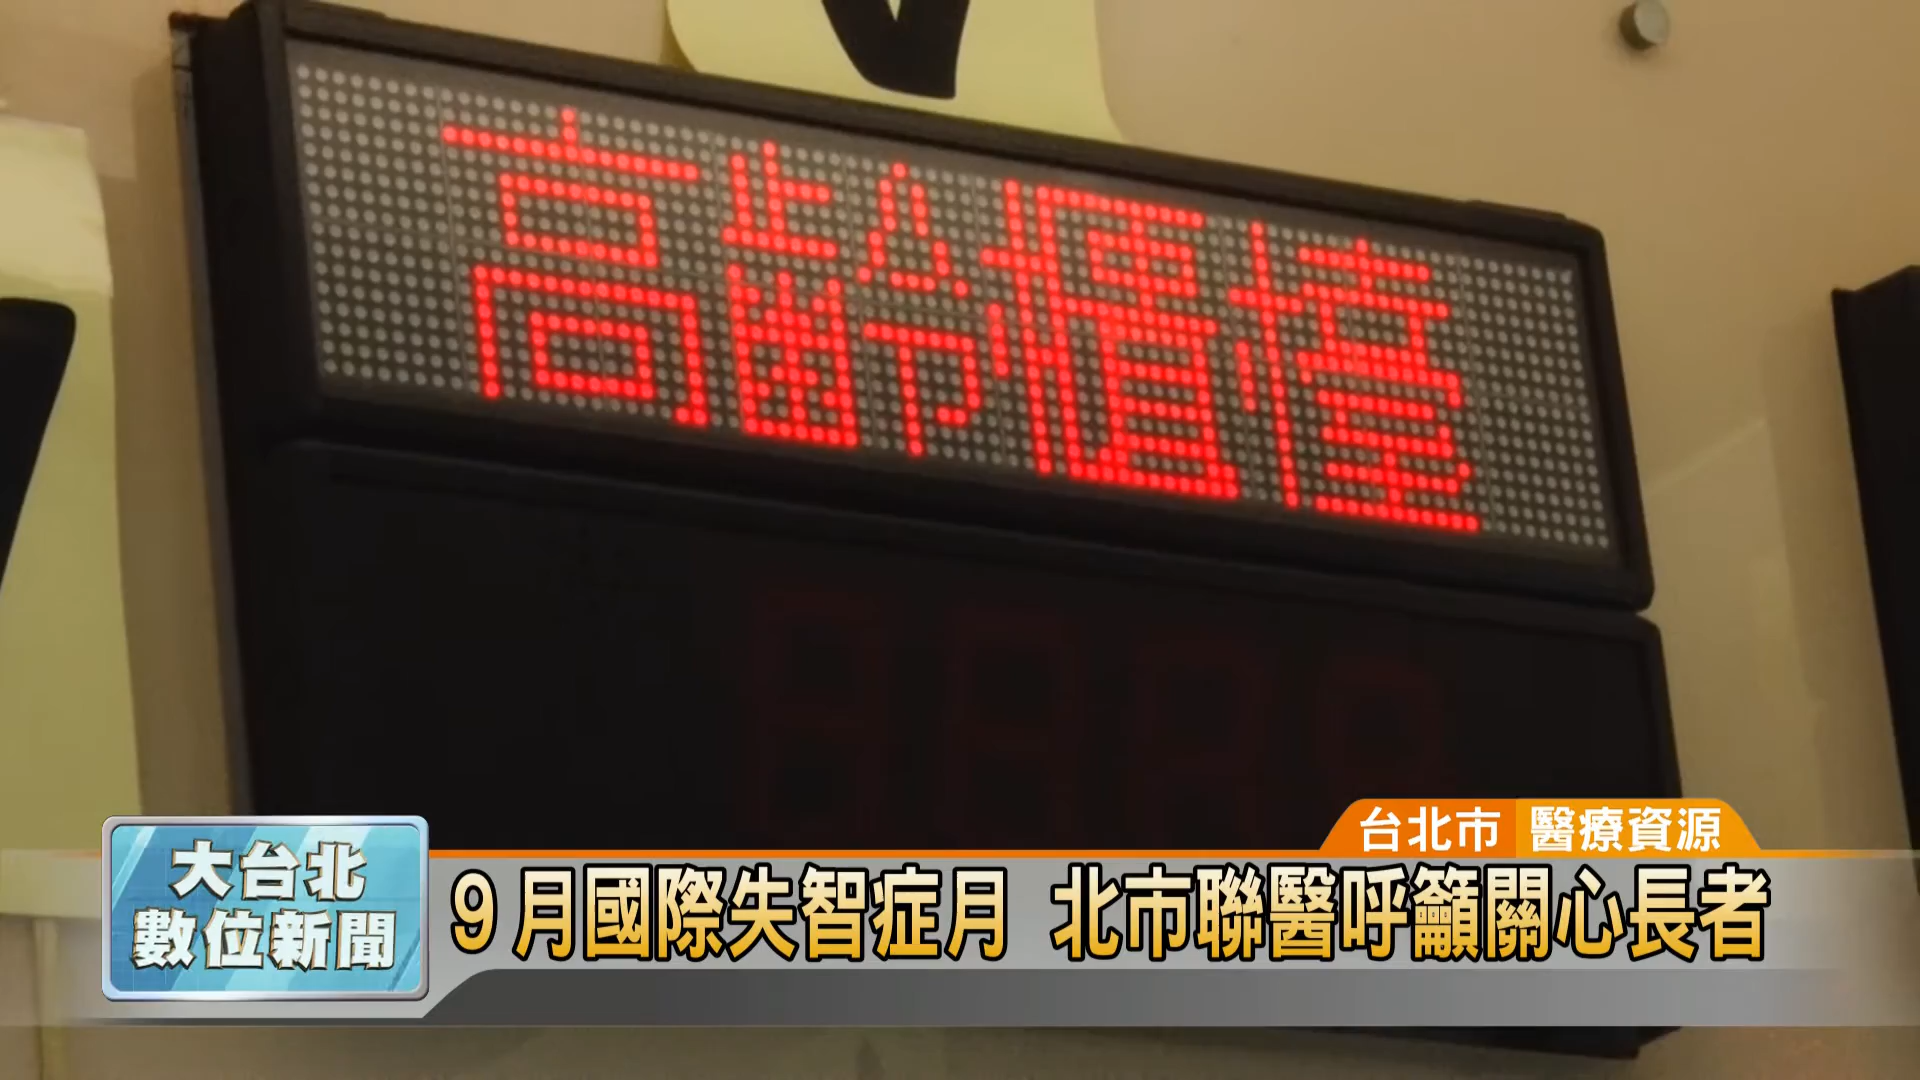 高齡櫃檯
台北市 醫療資源
大台北
數位新聞
9月國際失智症月 北市聯醫呼籲關心長者